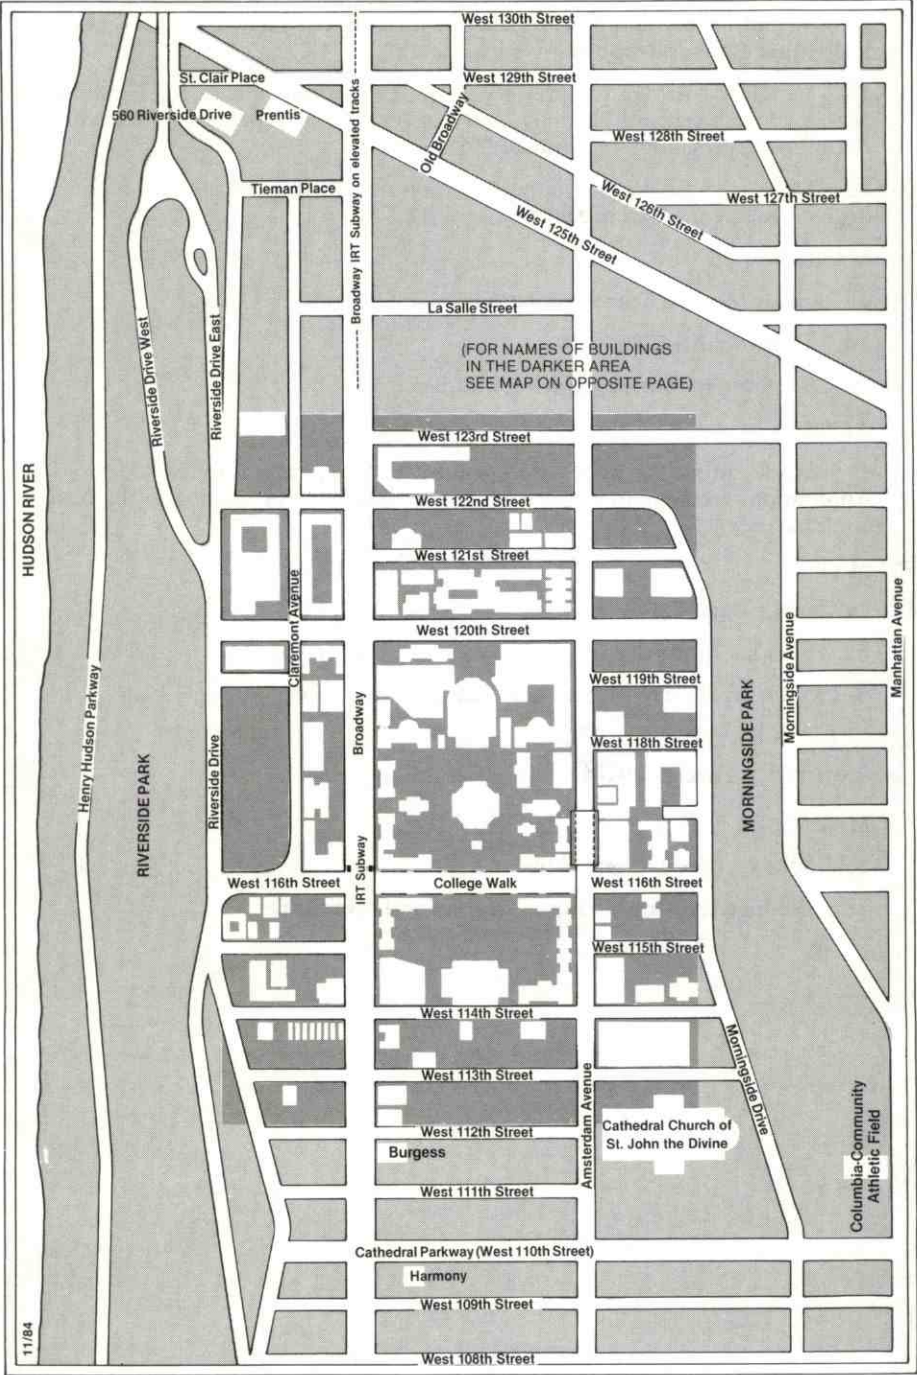 West 130th Street
St. Clair Place
West 129th Street
560 Riverside Drive
Prentis
Broadway IRT Subway on elevated tracks
Old Broadway
West 128th Street
Tieman Place
West 127th Street
West 126th Street
West 125th Street
La Salle Street
Riverside Drive West
Riverside Drive East
(FOR NAMES OF BUILDINGS
IN THE DARKER AREA
SEE MAP ON OPPOSITE PAGE)
West 123rd Street
HUDSON RIVER
West 122nd Street
West 121st Street
Claremont Avenue
West 120th Street
Morningside Avenue
Manhattan Avenue
West 119th Street
Henry Hudson Parkway
Broadway
West 118th Street
RIVERSIDE PARK
Riverside Drive
MORNINGSIDE PARK
IRT Subway
West 116th Street
College Walk
West 116th Street
West 115th Street
West 114th Street
West 113th Street
Morningside Drive
Amsterdam Avenue
West 112th Street
Cathedral Church of
St. John the Divine
Burgess
Columbia-Community
Athletic Field
West 111th Street
Cathedral Parkway (West 110th Street)
Harmony
West 109th Street
11/84
West 108th Street